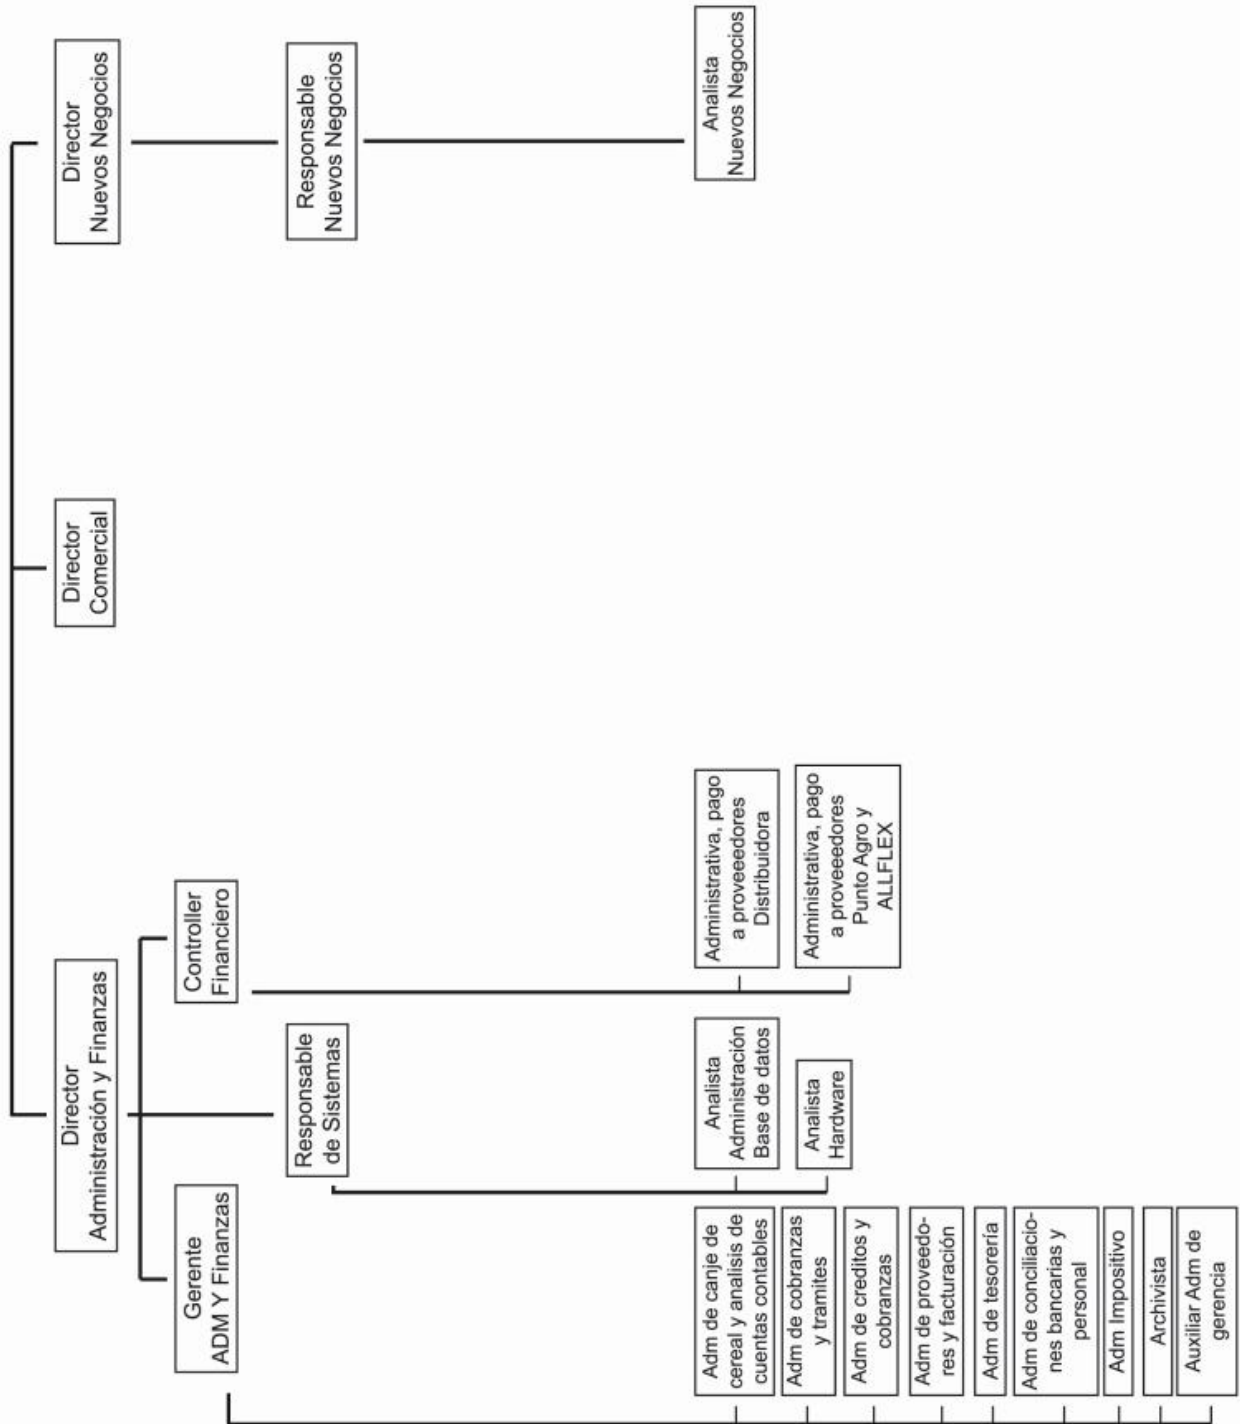 Director
Administración y Finanzas
Director
Comercial
Director
Nuevos Negocios
Gerente
ADM Y Finanzas
Controller
Financiero
Responsable
de Sistemas
Responsable
Nuevos Negocios
Adm de canje de
cereal y analisis de
cuentas contables
Adm de cobranzas
y tramites
Adm de creditos y
cobranzas
Adm de proveedo-
res y facturación
Adm de tesorería
Adm de conciliacio-
nes bancarias y
personal
Adm Impositivo
Archivista
Auxiliar Adm de
gerencia
Analista
Administración
Base de datos
Analista
Hardware
Administrativa, pago
a proveeedores
Distribuidora
Administrativa, pago
a proveeedores
Punto Agro y
ALLFLEX
Analista
Nuevos Negocios